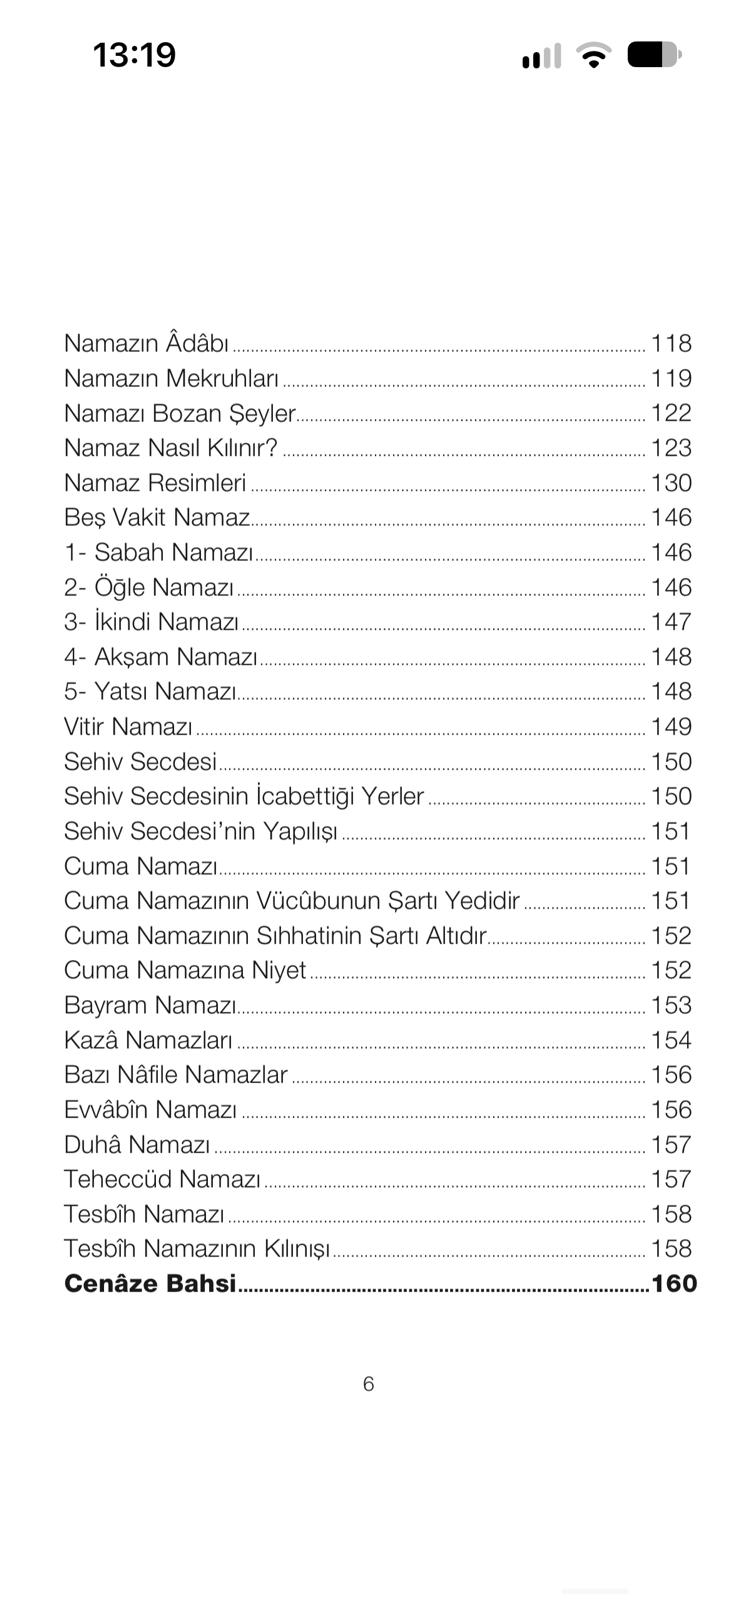 13:19
Namazın Âdâbı........................ 118
Namazın Mekruhları........................ 119
Namazı Bozan Şeyler........................ 122
Namaz Nasıl Kılınır?........................ 123
Namaz Resimleri........................ 130
Beş Vakit Namaz........................ 146
1- Sabah Namazı........................ 146
2- Öğle Namazı........................ 146
3- İkindi Namazı........................ 147
4- Akşam Namazı........................ 148
5- Yatsı Namazı........................ 148
Vitir Namazı........................ 149
Sehiv Secdesi........................ 150
Sehiv Secdesinin İcabettiği Yerler........................ 150
Sehiv Secdesi’nin Yapılışı........................ 151
Cuma Namazı........................ 151
Cuma Namazının Vücûbunun Şartı Yedidir........................ 151
Cuma Namazının Sıhhatinin Şartı Altıdır........................ 152
Cuma Namazına Niyet........................ 152
Bayram Namazı........................ 153
Kazâ Namazları........................ 154
Bazı Nâfile Namazlar........................ 156
Evvâbîn Namazı........................ 156
Duhâ Namazı........................ 157
Teheccüd Namazı........................ 157
Tesbîh Namazı........................ 158
Tesbîh Namazının Kılınışı........................ 158
Cenâze Bahsi........................160
6